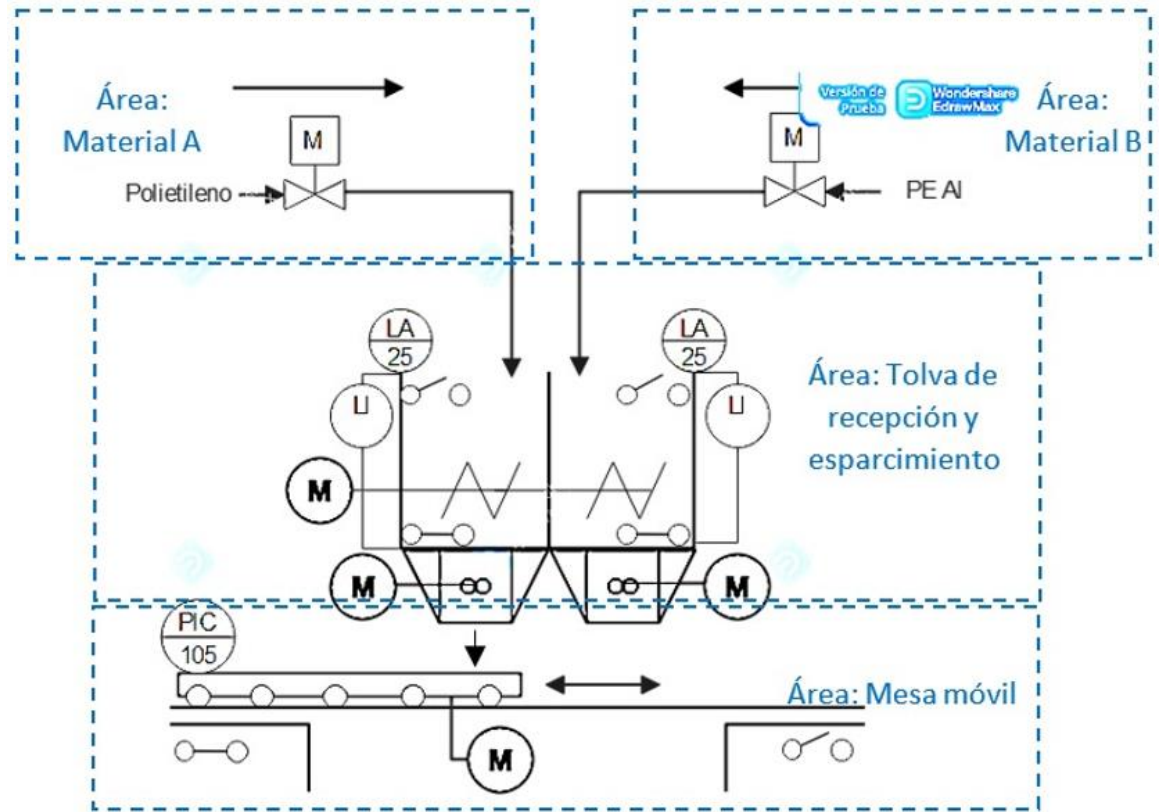 Área:
Material A
M
Polietileno
Versión de
Prueba
Wondershare
EdrawMax
Área:
Material B
M
PE Al
LA
25
LA
25
LI
LI
Área: Tolva de
recepción y
esparcimiento
M
M
M
PIC
105
Área: Mesa móvil
M